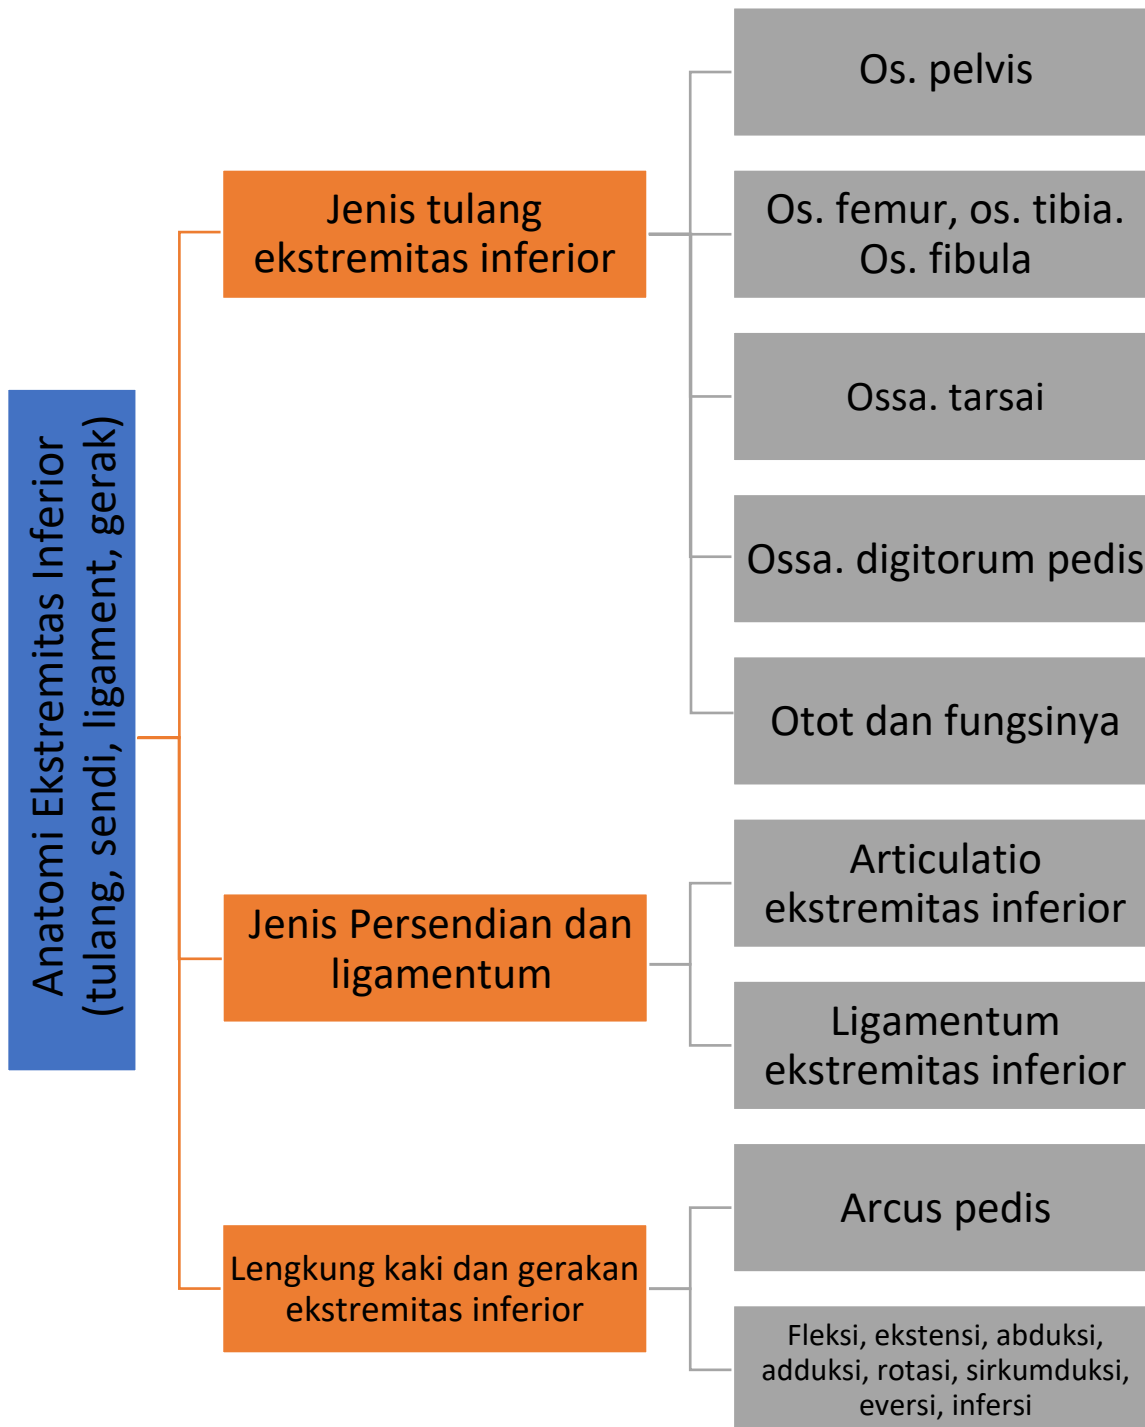 Anatomi Ekstremitas Inferior
(tulang, sendi, ligament, gerak)
Jenis tulang
ekstremitas inferior
Os. pelvis
Os. femur, os. tibia.
Os. fibula
Ossa. tarsai
Ossa. digitorum pedis
Otot dan fungsinya
Jenis Persendian dan
ligamentum
Articulatio
ekstremitas inferior
Ligamentum
ekstremitas inferior
Lengkung kaki dan gerakan
ekstremitas inferior
Arcus pedis
Fleksi, ekstensi, abduksi,
adduksi, rotasi, sirkumduksi,
eversi, infersi